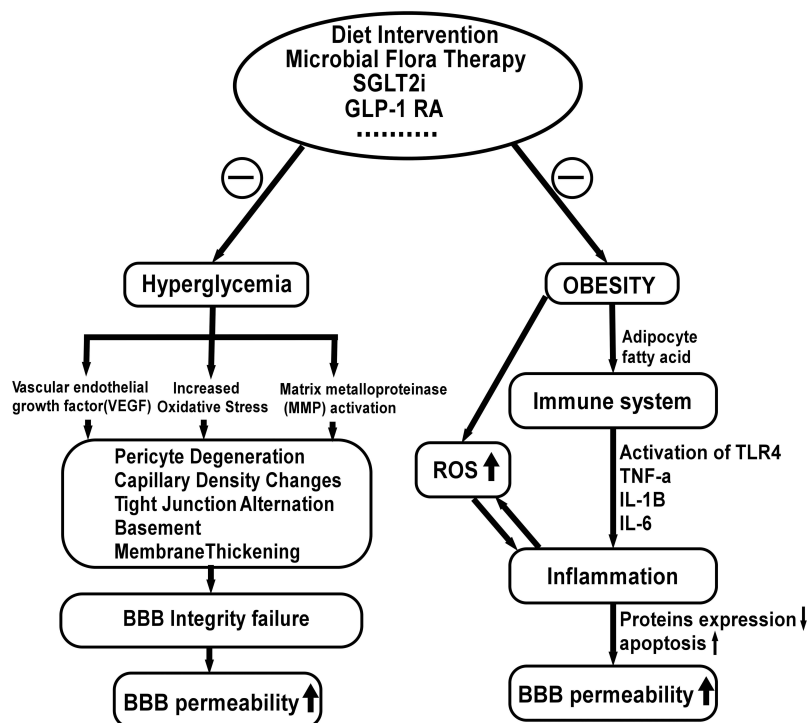 Diet Intervention
Microbial Flora Therapy
SGLT2i
GLP-1 RA
..........
Hyperglycemia
Vascular endothelial
growth factor(VEGF)
Increased
Oxidative Stress
Matrix metalloproteinase
(MMP) activation
Pericyte Degeneration
Capillary Density Changes
Tight Junction Alternation
Basement
MembraneThickening
BBB Integrity failure
BBB permeability
OBESITY
Adipocyte
fatty acid
Immune system
ROS
Activation of TLR4
TNF-a
IL-1B
IL-6
Inflammation
Proteins expression
apoptosis
BBB permeability